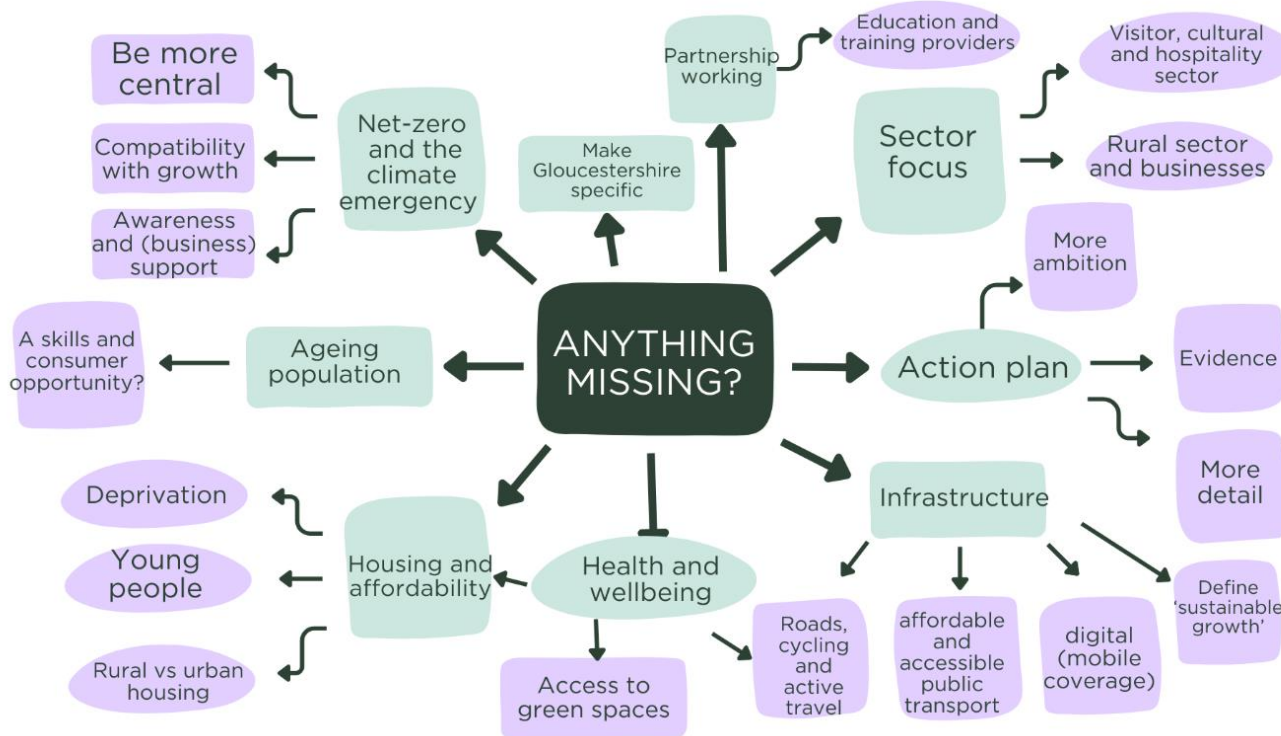 Be more
central
Compatibility
with growth
Awareness
and (business)
support
Net-zero
and the
climate
emergency
Make
Gloucestershire
specific
Partnership
working
Education and
training providers
Sector
focus
Visitor, cultural
and hospitality
sector
Rural sector
and businesses
More
ambition
A skills and
consumer
opportunity?
Ageing
population
ANYTHING
MISSING?
Action plan
Evidence
More
detail
Deprivation
Young
people
Rural vs urban
housing
Housing and
affordability
Health and
wellbeing
Access to
green spaces
Infrastructure
Roads,
cycling
and
active
travel
affordable
and
accessible
public
transport
digital
(mobile
coverage)
Define
‘sustainable
growth’